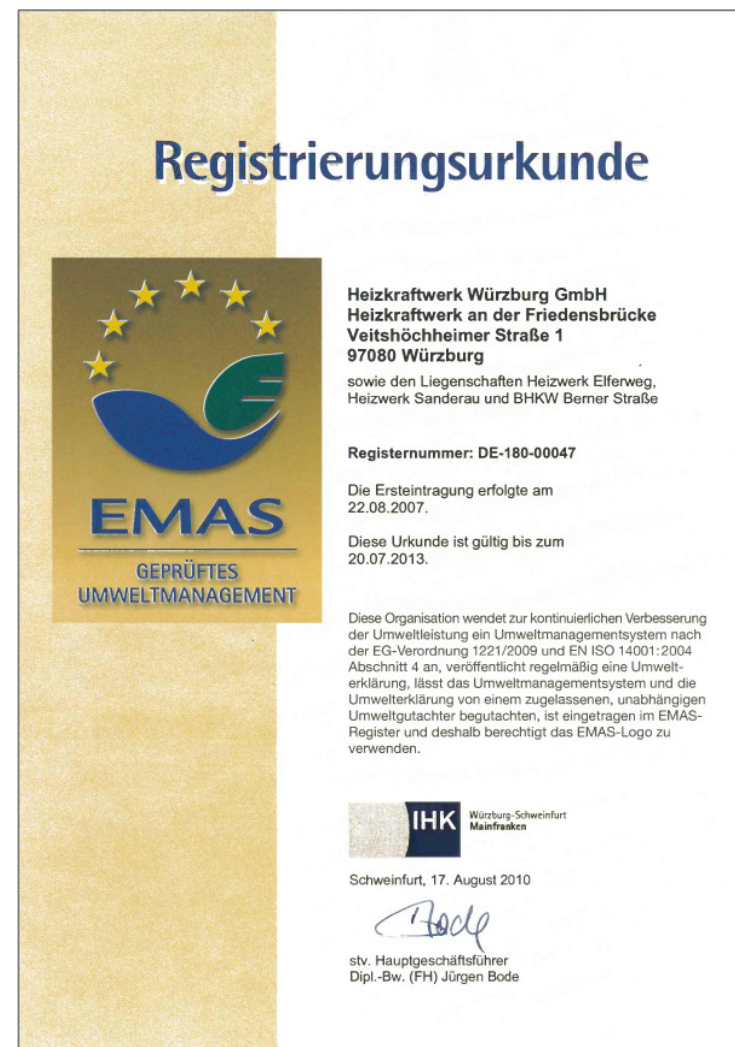 Registrierungsurkunde
EMAS
GEPRÜFTES
UMWELTMANAGEMENT
Heizkraftwerk Würzburg GmbH
Heizkraftwerk an der Friedensbrücke
Veitshöchheimer Straße 1
97080 Würzburg
sowie den Liegenschaften Heizwerk Elferweg,
Heizwerk Sanderau und BHKW Berner Straße
Registernummer: DE-180-00047
Die Ersteintragung erfolgte am
22.08.2007.
Diese Urkunde ist gültig bis zum
20.07.2013.
Diese Organisation wendet zur kontinuierlichen Verbesserung
der Umweltleistung ein Umweltmanagementsystem nach
der EG-Verordnung 1221/2009 und EN ISO 14001:2004
Abschnitt 4 an, veröffentlicht regelmäßig eine Umwelt-
erklärung, lässt das Umweltmanagementsystem und die
Umwelterklärung von einem zugelassenen, unabhängigen
Umweltgutachter begutachten, ist eingetragen im EMAS-
Register und deshalb berechtigt das EMAS-Logo zu
verwenden.
IHK
Würzburg-Schweinfurt
Mainfranken
Schweinfurt, 17. August 2010
Bode
stv. Hauptgeschäftsführer
Dipl.-Bw. (FH) Jürgen Bode